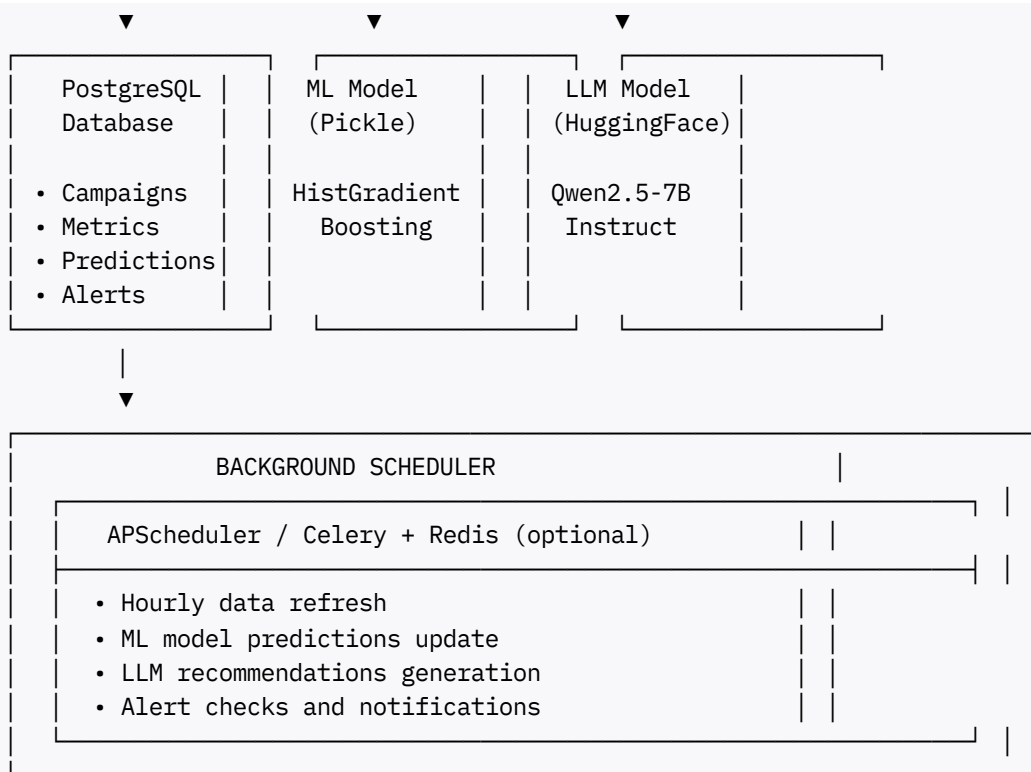 PostgreSQL ML Model LLM Model
Database (Pickle) (HuggingFace)
• Campaigns HistGradient Qwen2.5-7B
• Metrics Boosting Instruct
• Predictions
• Alerts
BACKGROUND SCHEDULER
APScheduler / Celery + Redis (optional)
• Hourly data refresh
• ML model predictions update
• LLM recommendations generation
• Alert checks and notifications